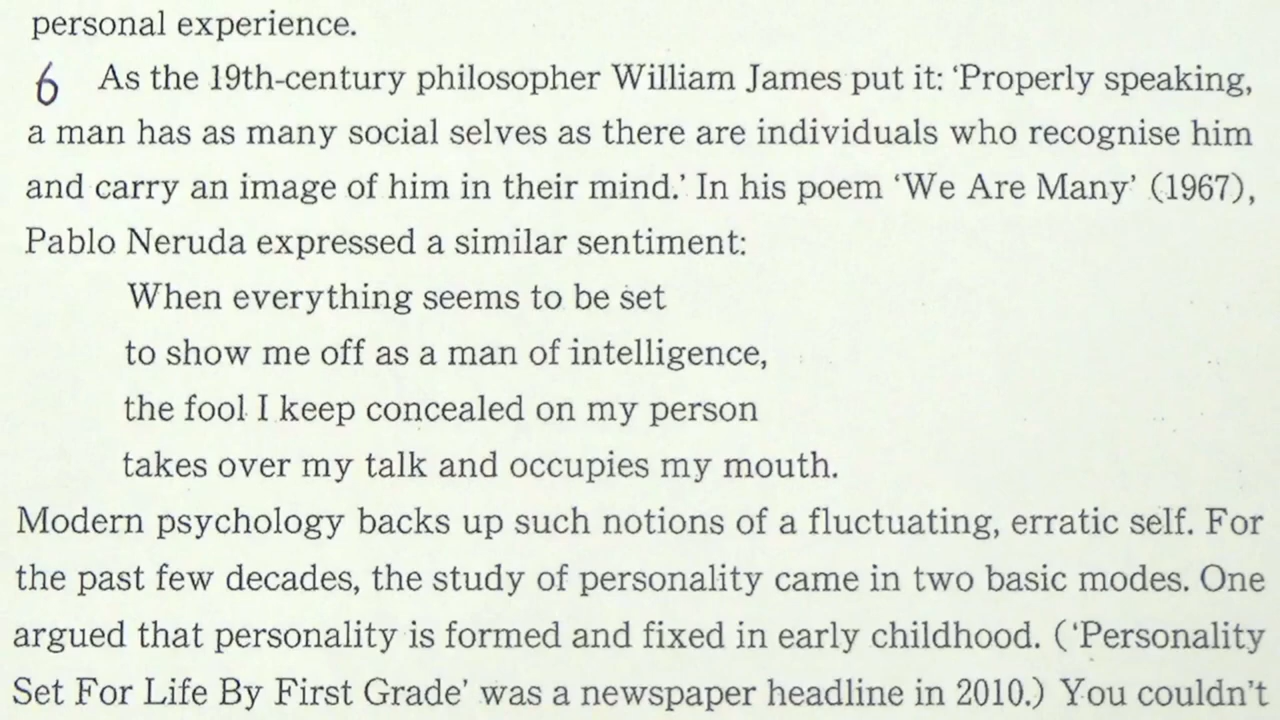 personal experience.
6 As the 19th-century philosopher William James put it: ‘Properly speaking,
a man has as many social selves as there are individuals who recognise him
and carry an image of him in their mind.’ In his poem ‘We Are Many’ (1967),
Pablo Neruda expressed a similar sentiment:
When everything seems to be set
to show me off as a man of intelligence,
the fool I keep concealed on my person
takes over my talk and occupies my mouth.
Modern psychology backs up such notions of a fluctuating, erratic self. For
the past few decades, the study of personality came in two basic modes. One
argued that personality is formed and fixed in early childhood. (‘Personality
Set For Life By First Grade’ was a newspaper headline in 2010.) You couldn’t